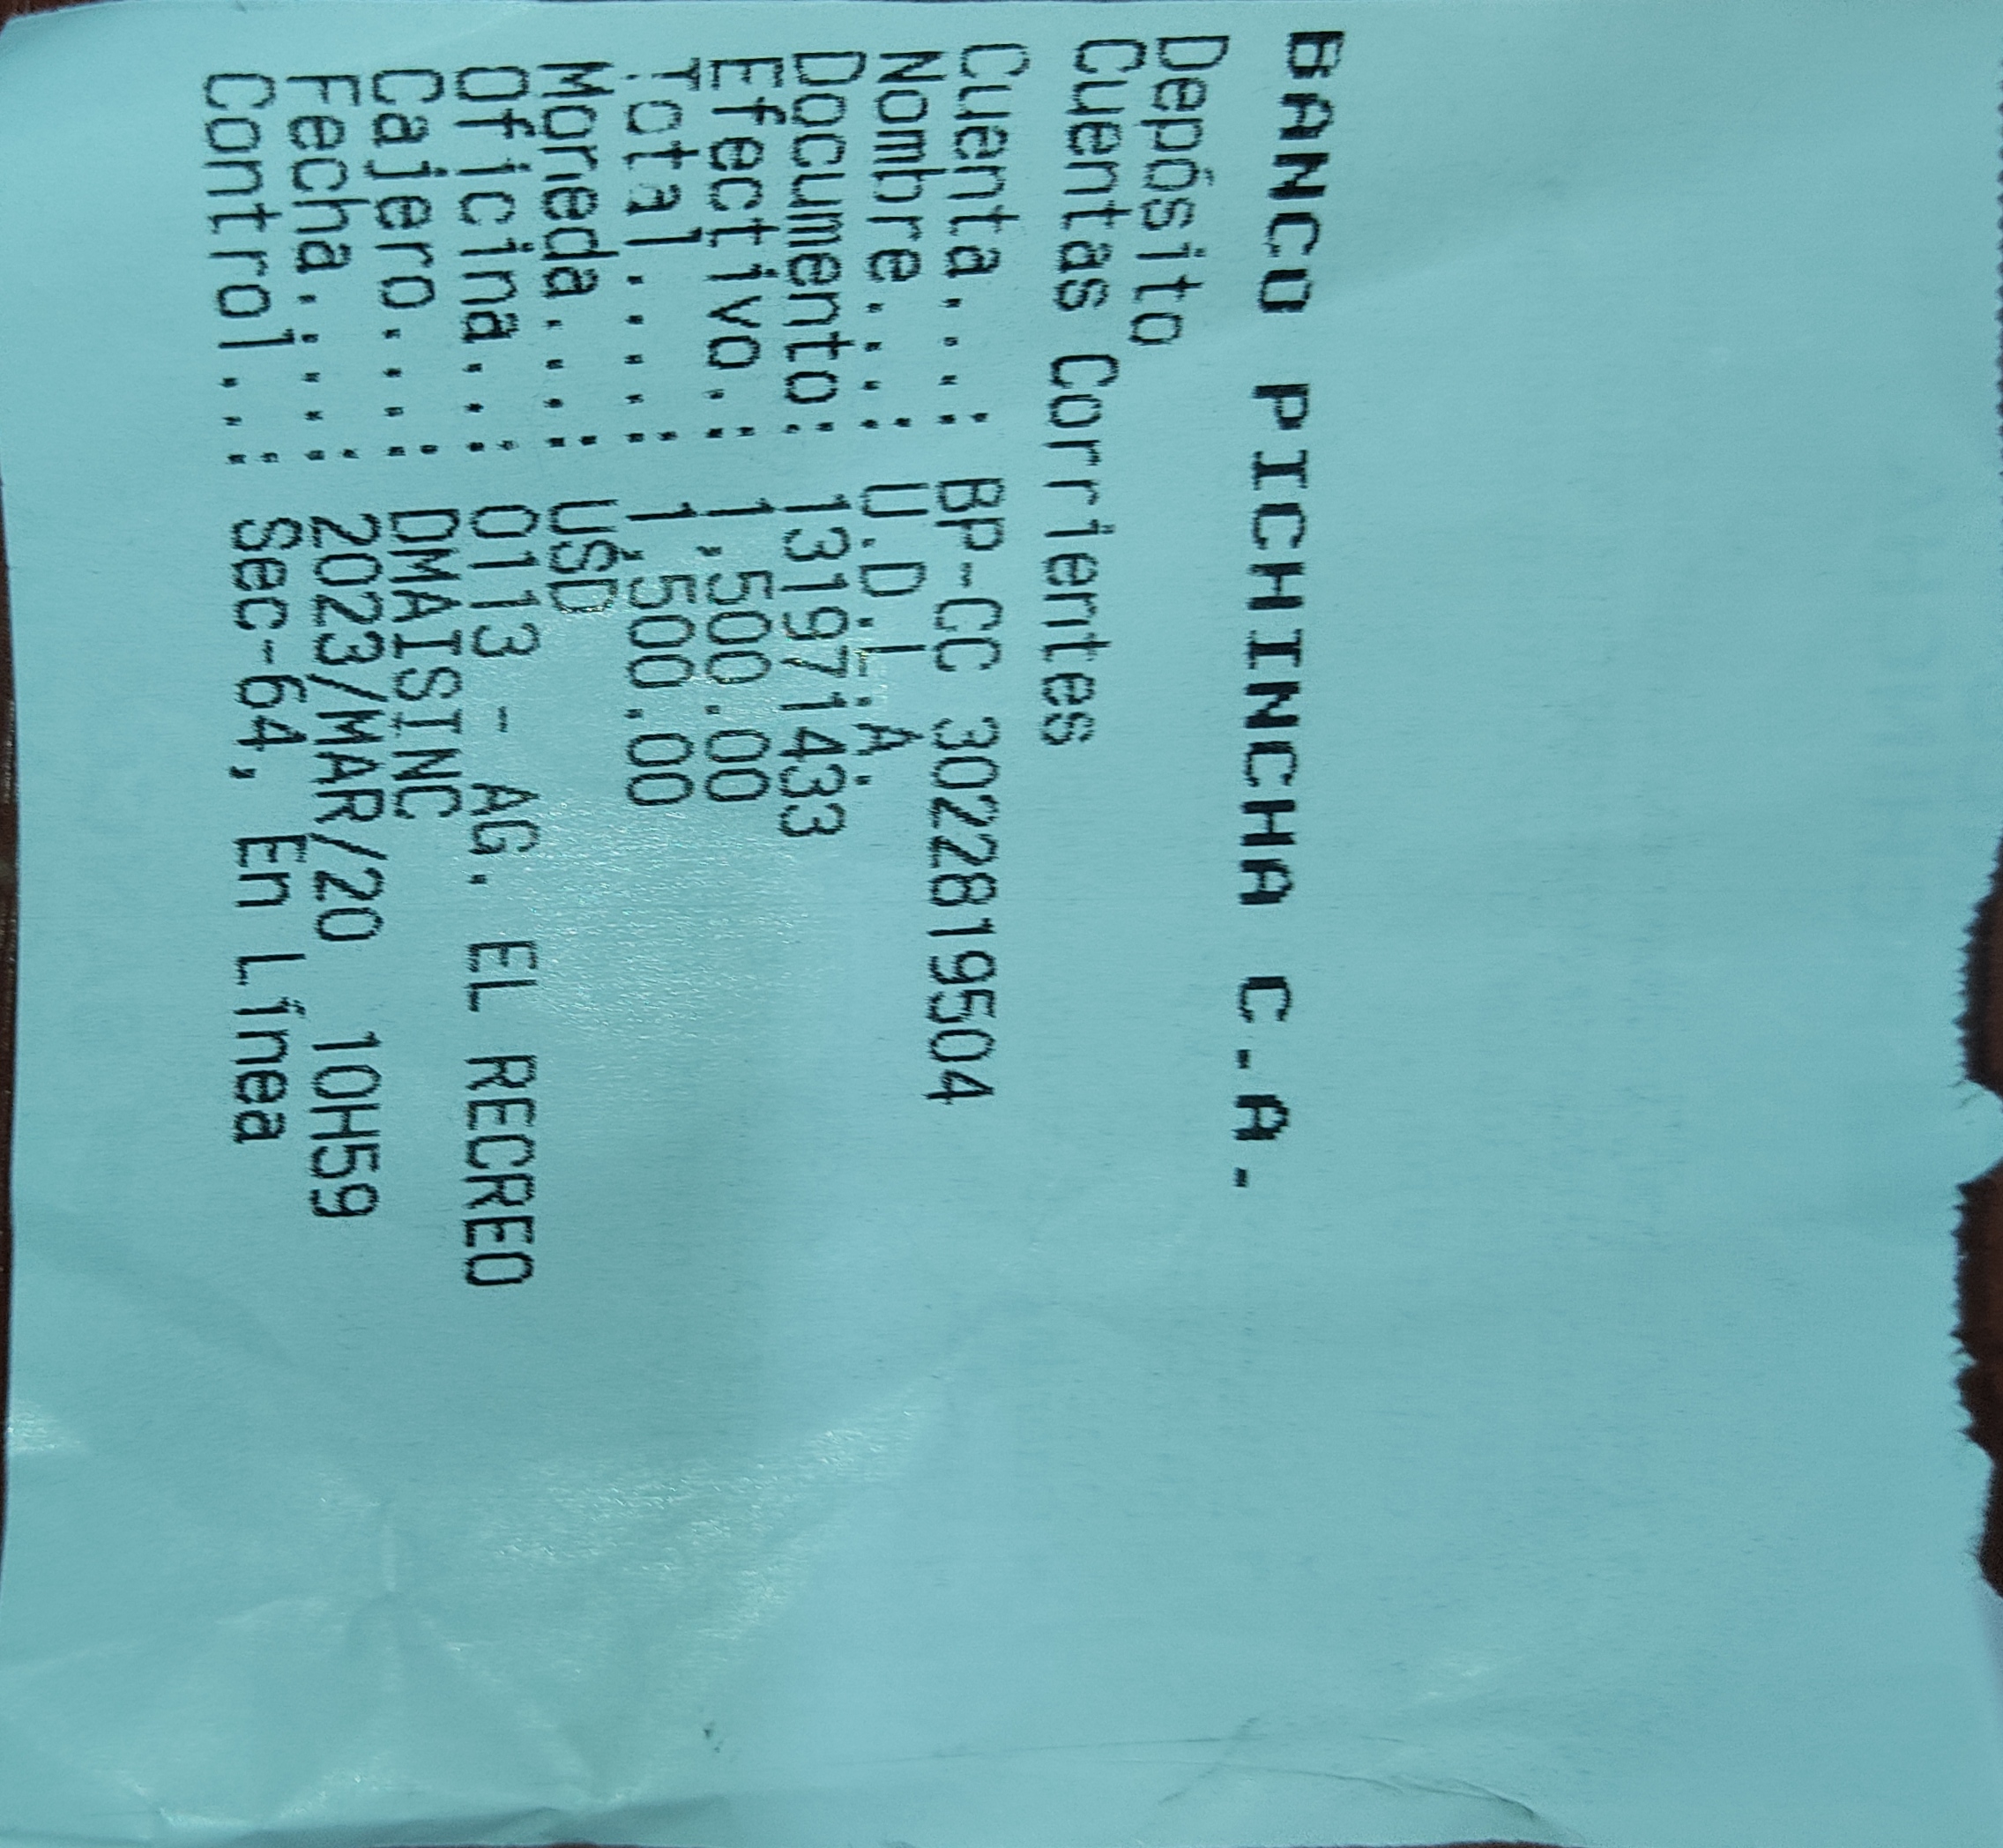 BANCO PICHINCHA C.A.
Depósito
Cuentas Corrientes
Cuenta....: BP-CC 3022819504
Nombre....: U.D.L.A.
Documento: 131971433
Efectivo.: 1,500.00
Total.....: 1,500.00
Moneda....: USD
Oficina...: 0113 - AG. EL RECREO
Cajero....: DMAISINC
Fecha.....: 2023/MAR/20 10H59
Control...: Sec-64, En Línea